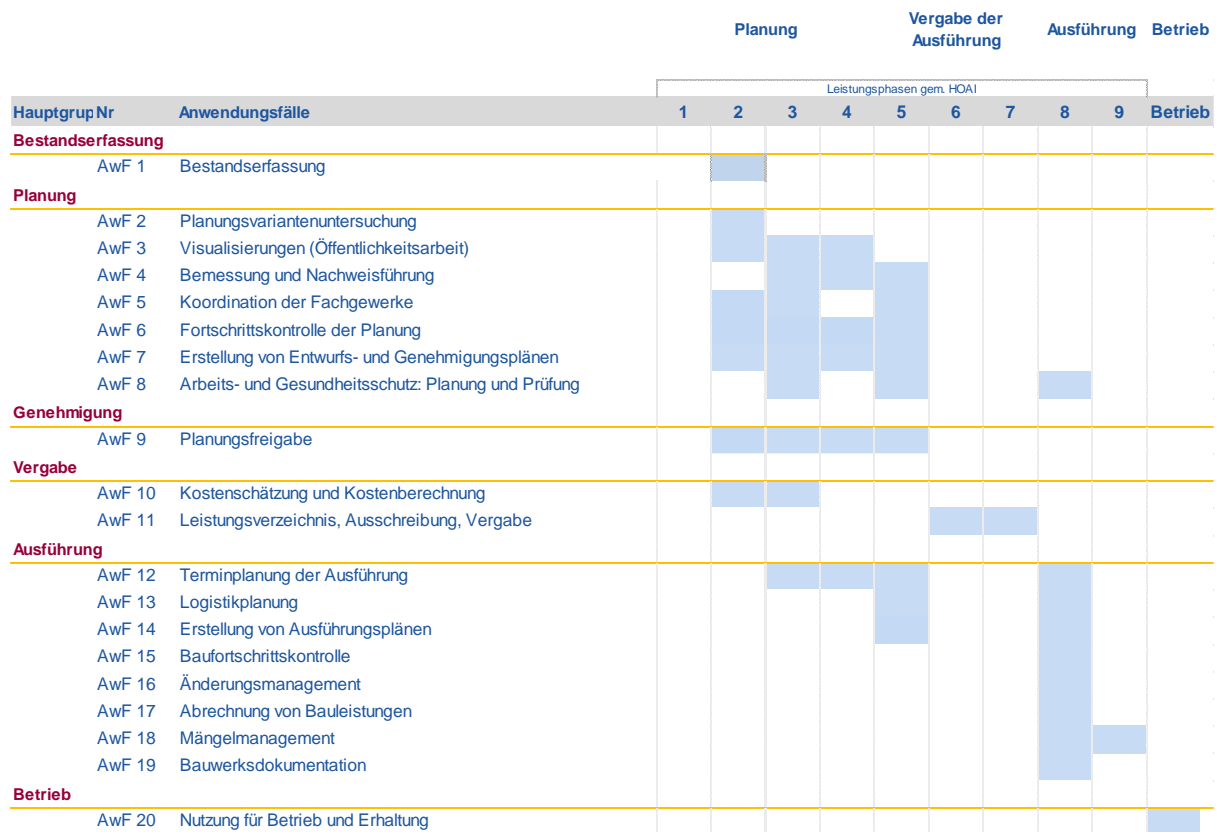 Planung Vergabe der Ausführung Betrieb
Ausführung
Leistungsphasen gem. HOAI
Hauptgrup Nr Anwendungsfälle 1 2 3 4 5 6 7 8 9 Betrieb
Bestandserfassung
AwF 1 Bestandserfassung
Planung
AwF 2 Planungsvariantenuntersuchung
AwF 3 Visualisierungen (Öffentlichkeitsarbeit)
AwF 4 Bemessung und Nachweisführung
AwF 5 Koordination der Fachgewerke
AwF 6 Fortschrittskontrolle der Planung
AwF 7 Erstellung von Entwurfs- und Genehmigungsplänen
AwF 8 Arbeits- und Gesundheitsschutz: Planung und Prüfung
Genehmigung
AwF 9 Planungsfreigabe
Vergabe
AwF 10 Kostenschätzung und Kostenberechnung
AwF 11 Leistungsverzeichnis, Ausschreibung, Vergabe
Ausführung
AwF 12 Terminplanung der Ausführung
AwF 13 Logistikplanung
AwF 14 Erstellung von Ausführungsplänen
AwF 15 Baufortschrittskontrolle
AwF 16 Änderungsmanagement
AwF 17 Abrechnung von Bauleistungen
AwF 18 Mängelmanagement
AwF 19 Bauwerksdokumentation
Betrieb
AwF 20 Nutzung für Betrieb und Erhaltung